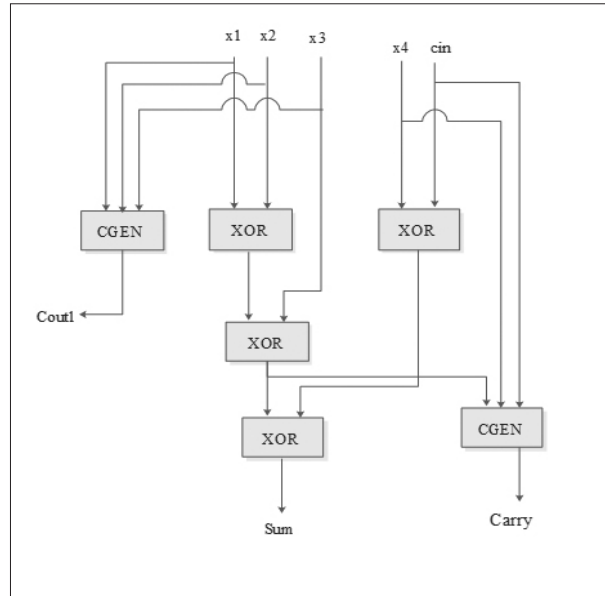 x1 x2 x3 x4 cin
CGEN XOR XOR
Cout1
XOR
XOR CGEN
Sum Carry